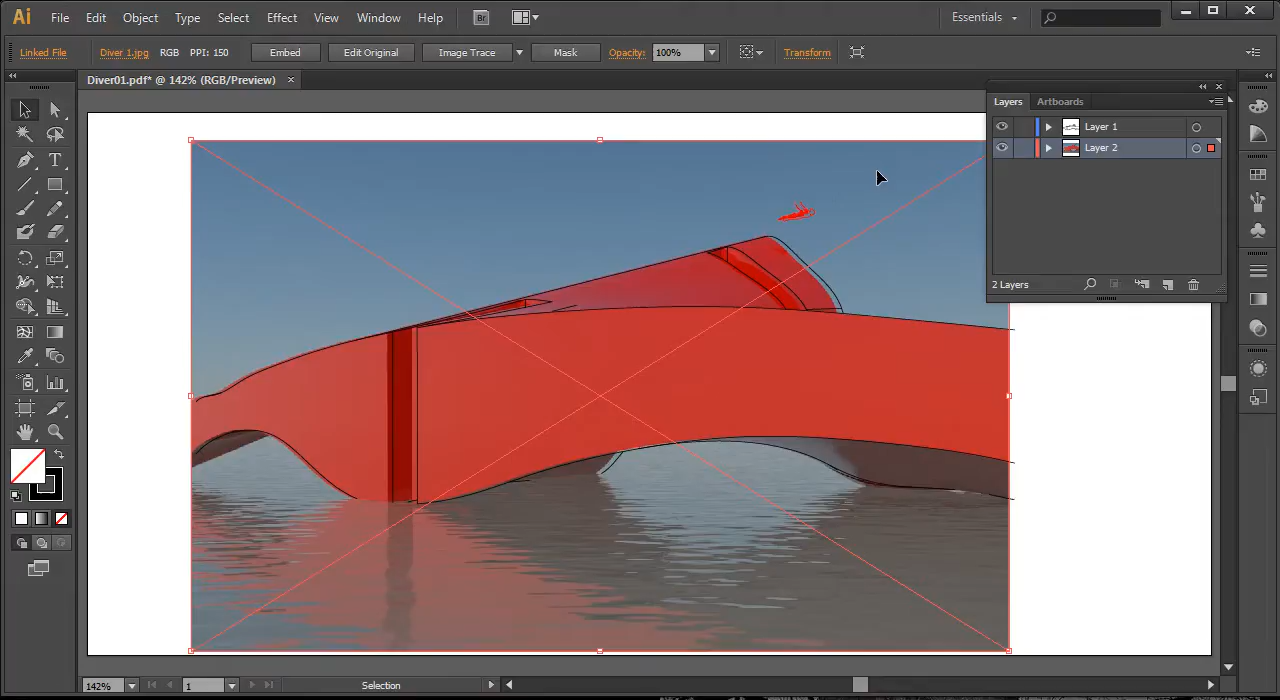 Ai File Edit Object Type Select Effect View Window Help Br Essentials
Linked File Diver 1.jpg RGB PPI: 150 Embed Edit Original Image Trace Mask Opacity: 100% Transform
Diver01.pdf* @ 142% (RGB/Preview)
Layers Artboards
Layer 1
Layer 2
2 Layers
T
142% 1 Selection